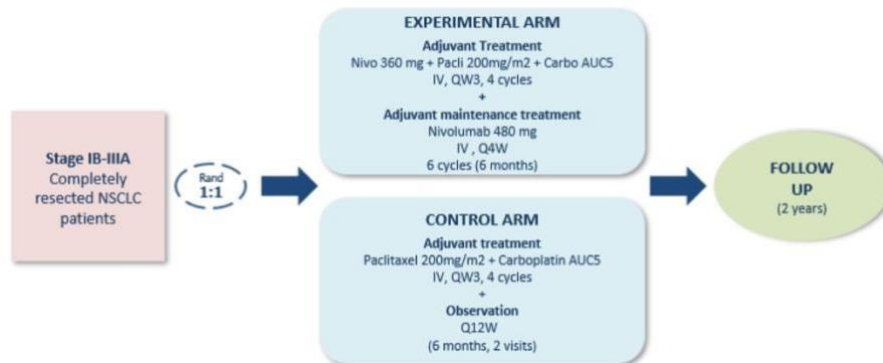 Stage IB-IIIA
Completely
resected NSCLC
patients
Rand
1:1
EXPERIMENTAL ARM
Adjuvant Treatment
Nivo 360 mg + Pacli 200mg/m2 + Carbo AUC5
IV, QW3, 4 cycles
+
Adjuvant maintenance treatment
Nivolumab 480 mg
IV , Q4W
6 cycles (6 months)
CONTROL ARM
Adjuvant treatment
Paclitaxel 200mg/m2 + Carboplatin AUC5
IV, QW3, 4 cycles
+
Observation
Q12W
(6 months, 2 visits)
FOLLOW
UP
(2 years)